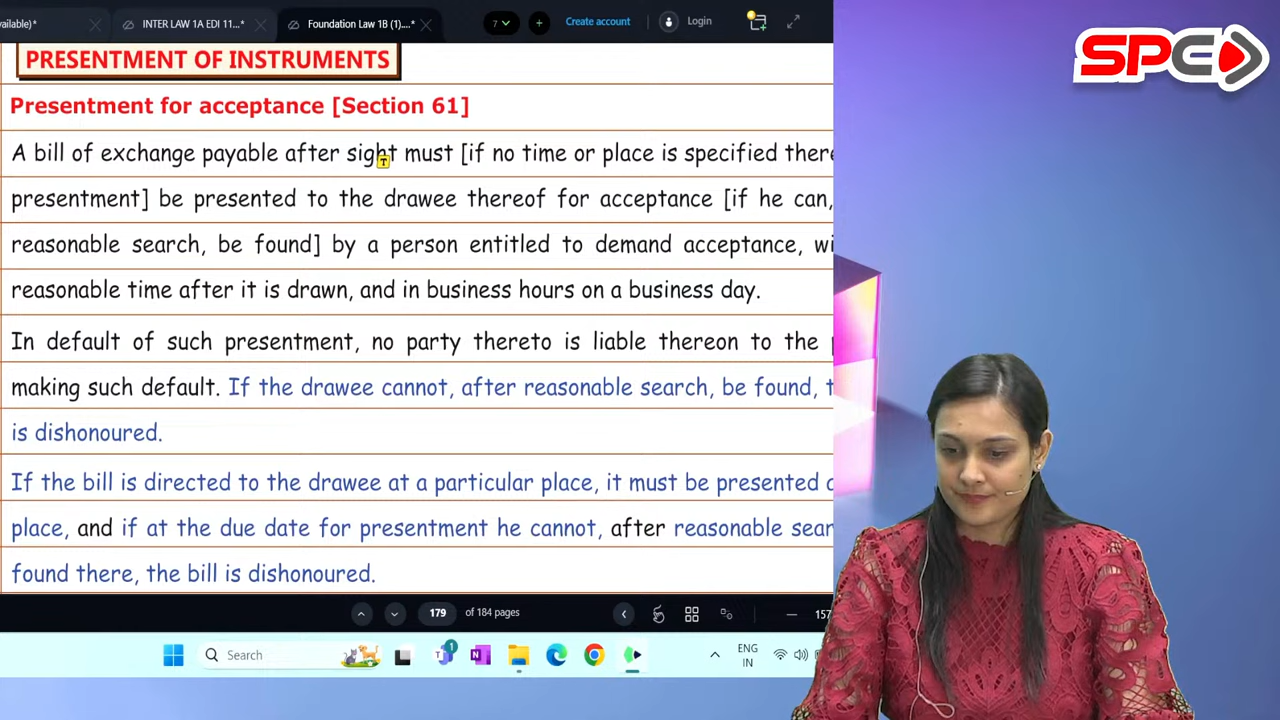 vailable)*
INTER LAW 1A EDI 11...*
Foundation Law 1B (1)....*
7
Create account
Login
SPC
PRESENTMENT OF INSTRUMENTS
Presentment for acceptance [Section 61]
A bill of exchange payable after sight must [if no time or place is specified there
presentment] be presented to the drawee thereof for acceptance [if he can,
reasonable search, be found] by a person entitled to demand acceptance, wi
reasonable time after it is drawn, and in business hours on a business day.
In default of such presentment, no party thereto is liable thereon to the p
making such default. If the drawee cannot, after reasonable search, be found, t
is dishonoured.
If the bill is directed to the drawee at a particular place, it must be presented a
place, and if at the due date for presentment he cannot, after reasonable sear
found there, the bill is dishonoured.
179 of 184 pages
157
Search
1
ENG
IN